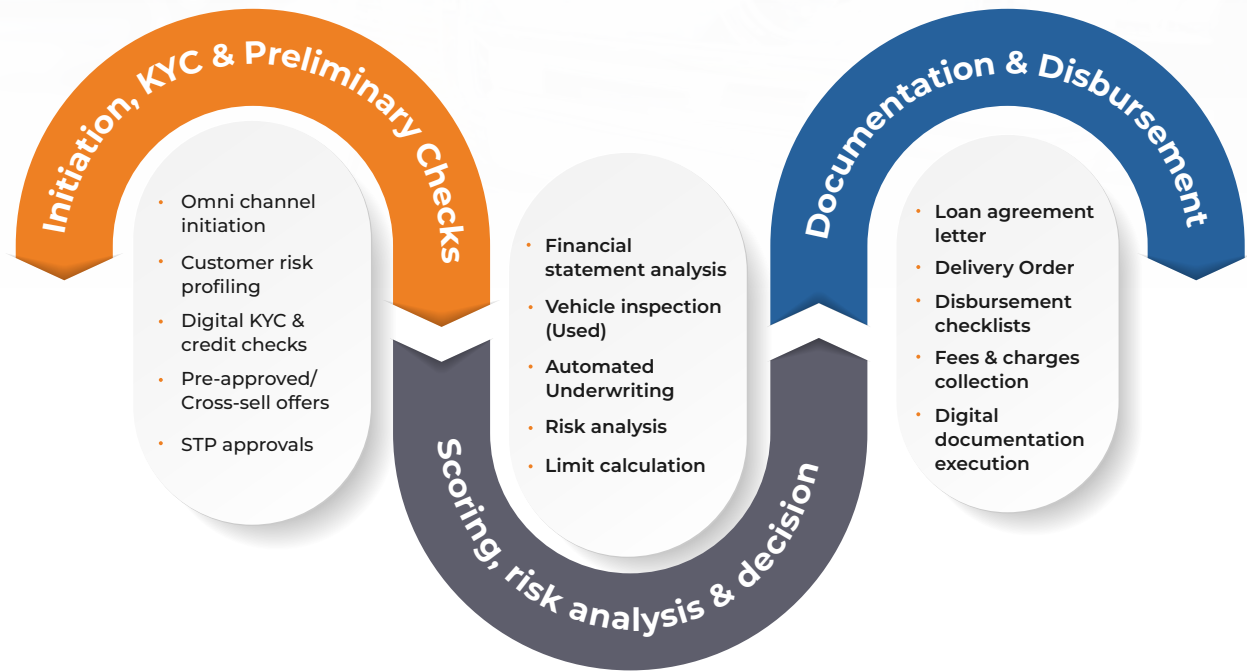 Initiation, KYC & Preliminary Checks
Omni channel
initiation
Customer risk
profiling
Digital KYC &
credit checks
Pre-approved/
Cross-sell offers
STP approvals
Scoring, risk analysis & decision
Financial
statement analysis
Vehicle inspection
(Used)
Automated
Underwriting
Risk analysis
Limit calculation
Documentation & Disbursement
Loan agreement
letter
Delivery Order
Disbursement
checklists
Fees & charges
collection
Digital
documentation
execution